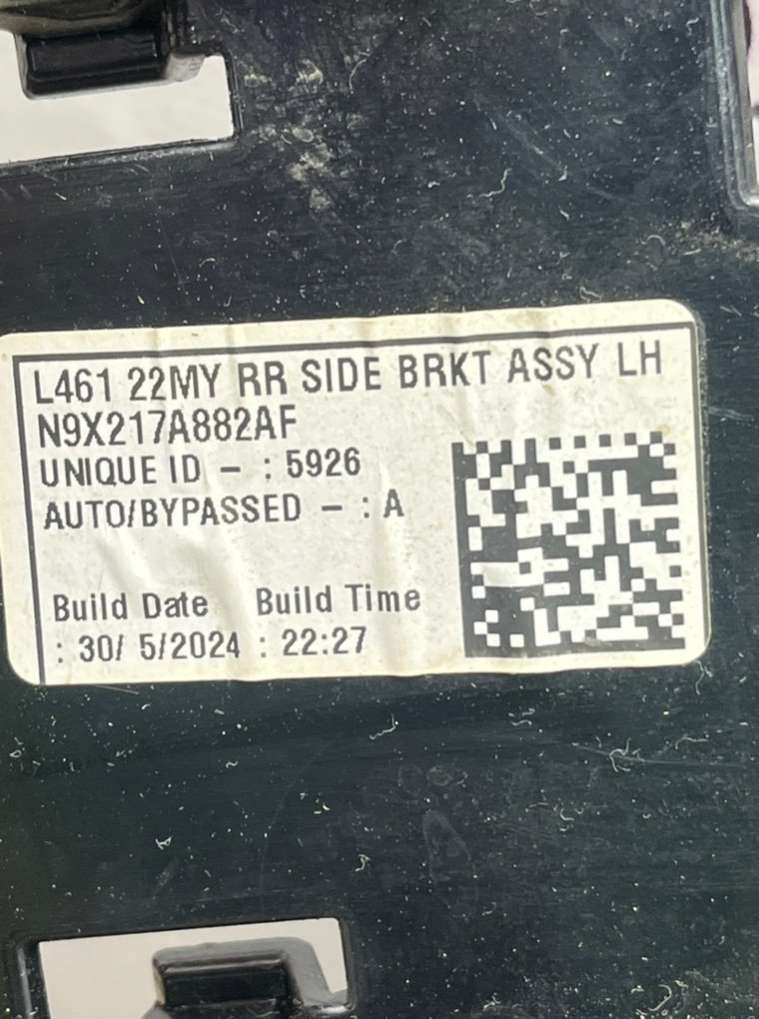 L461 22MY RR SIDE BRKT ASSY LH
N9X217A882AF
UNIQUE ID - : 5926
AUTO/BYPASSED - : A
Build Date Build Time
: 30/ 5/2024 : 22:27